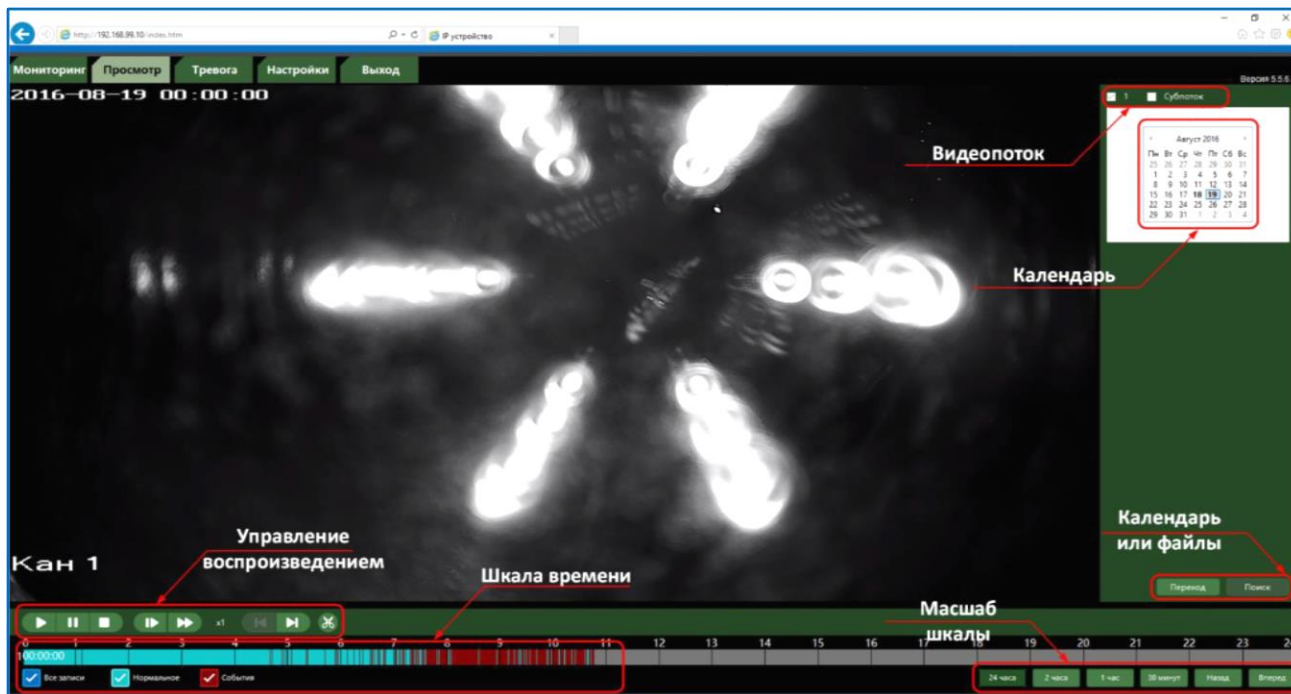 http://192.168.99.10/index.htm
IP устройство
Мониторинг Просмотр Тревога Настройки Выход
Версия 5.5.6
2016-08-19 00:00:00
1 Субпоток
Видеопоток
Август 2016
Пн Вт Ср Чт Пт Сб Вс
25 26 27 28 29 30 31
1 2 3 4 5 6 7
8 9 10 11 12 13 14
15 16 17 18 19 20 21
22 23 24 25 26 27 28
29 30 31 1 2 3 4
Календарь
Календарь
или файлы
Управление
воспроизведением
Кан 1
Шкала времени
Переход Поиск
Масштаб
шкалы
x1
0 1 2 3 4 5 6 7 8 9 10 11 12 13 14 15 16 17 18 19 20 21 22 23 24
1 00:00:00
Все записи Нормальное События
24 часа 2 часа 1 час 30 минут Назад Вперед